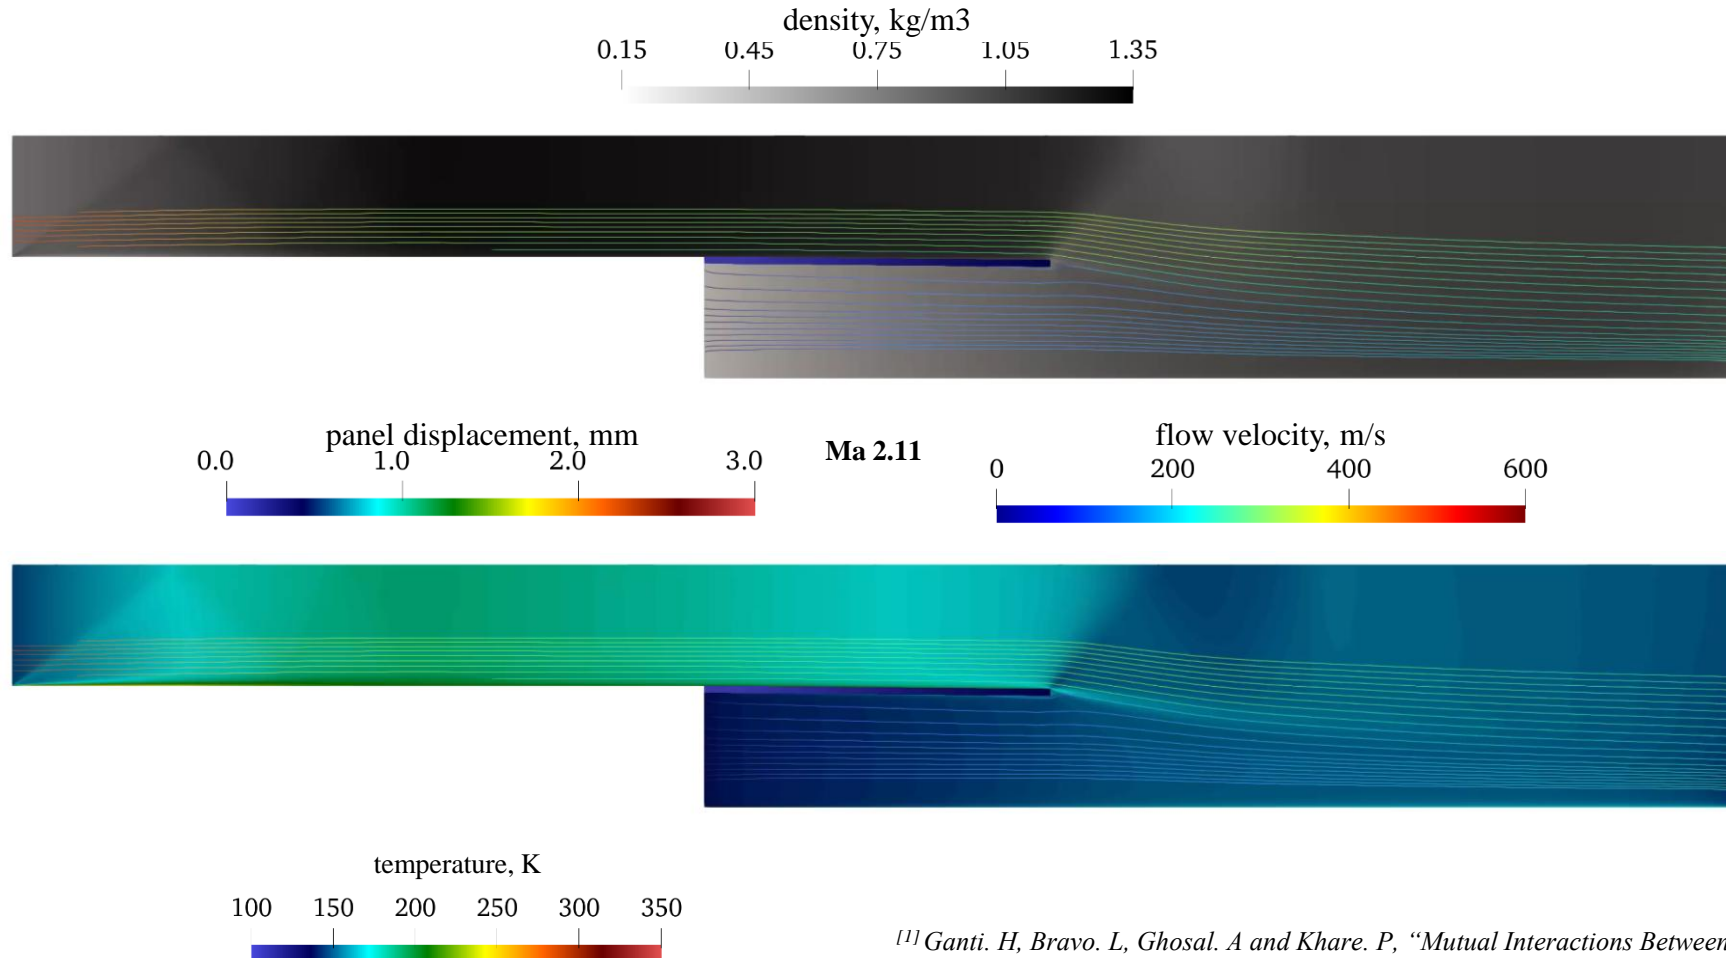 density, kg/m3
0.15 0.45 0.75 1.05 1.35
panel displacement, mm
0.0 1.0 2.0 3.0
Ma 2.11
flow velocity, m/s
0 200 400 600
temperature, K
100 150 200 250 300 350
[1] Ganti. H, Bravo. L, Ghosal. A and Khare. P, “Mutual Interactions Between